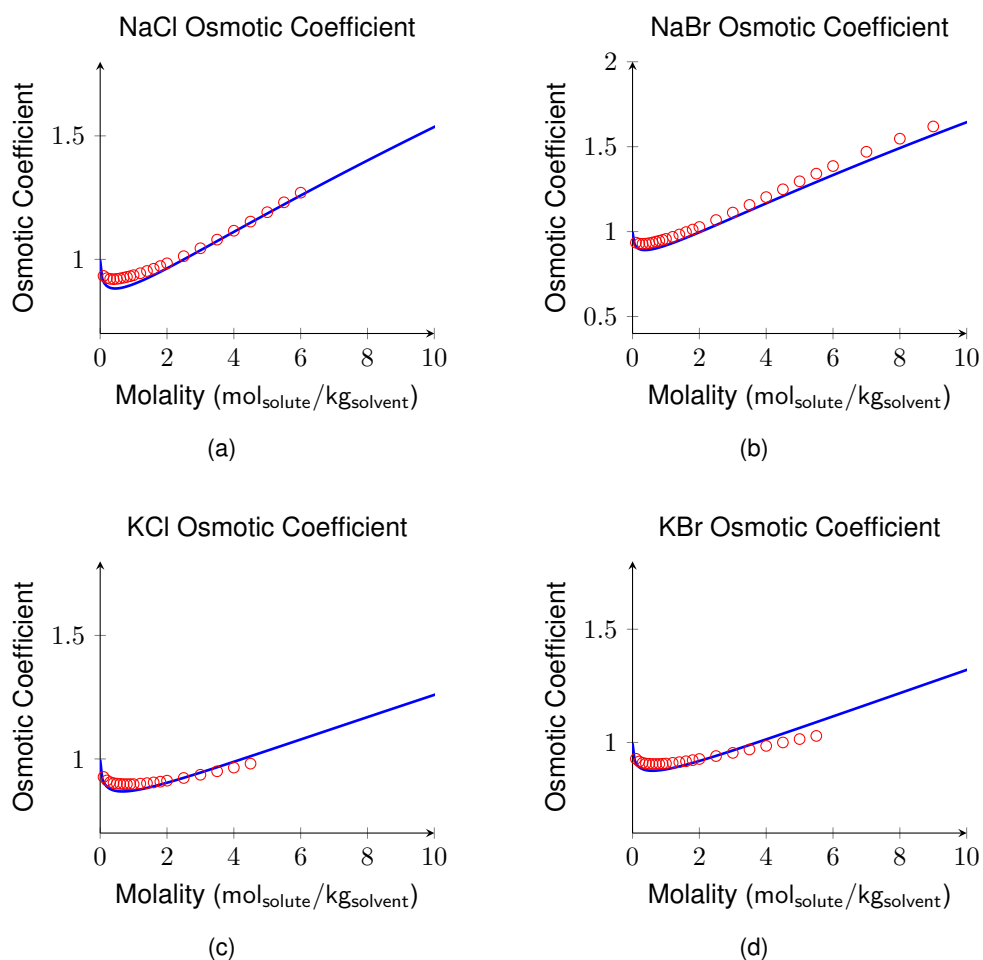 NaCl Osmotic Coefficient
Osmotic Coefficient
1.5
1
0 2 4 6 8 10
Molality (mol_solute/kg_solvent)
(a)
NaBr Osmotic Coefficient
Osmotic Coefficient
2
1.5
1
0.5
0 2 4 6 8 10
Molality (mol_solute/kg_solvent)
(b)
KCl Osmotic Coefficient
Osmotic Coefficient
1.5
1
0 2 4 6 8 10
Molality (mol_solute/kg_solvent)
(c)
KBr Osmotic Coefficient
Osmotic Coefficient
1.5
1
0 2 4 6 8 10
Molality (mol_solute/kg_solvent)
(d)